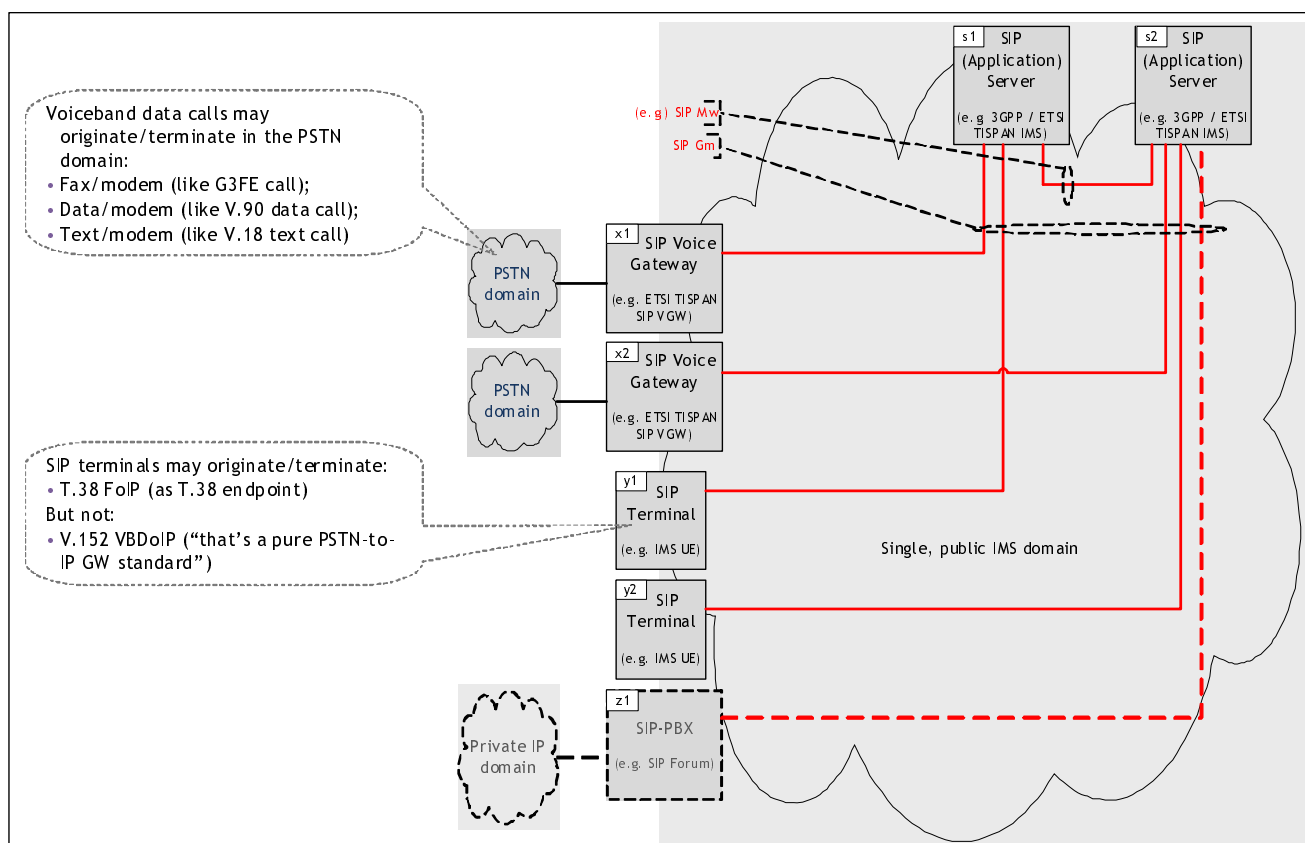 s1
SIP
(Application)
Server
(e.g 3GPP / ETSI
TISPAN IMS)
s2
SIP
(Application)
Server
(e.g. 3GPP / ETSI
TISPAN IMS)
(e.g) SIP Mw
SIP Gm
Voiceband data calls may
originate/terminate in the PSTN
domain:
• Fax/modem (like G3FE call);
• Data/modem (like V.90 data call);
• Text/modem (like V.18 text call)
PSTN
domain
x1
SIP Voice
Gateway
(e.g. ETSI TISPAN
SIP VGW)
PSTN
domain
x2
SIP Voice
Gateway
(e.g. ETSI TISPAN
SIP VGW)
SIP terminals may originate/terminate:
• T.38 FoIP (as T.38 endpoint)
But not:
• V.152 VBDoIP (“that’s a pure PSTN-to-
IP GW standard”)
y1
SIP
Terminal
(e.g. IMS UE)
Single, public IMS domain
y2
SIP
Terminal
(e.g. IMS UE)
Private IP
domain
z1
SIP-PBX
(e.g. SIP Forum)